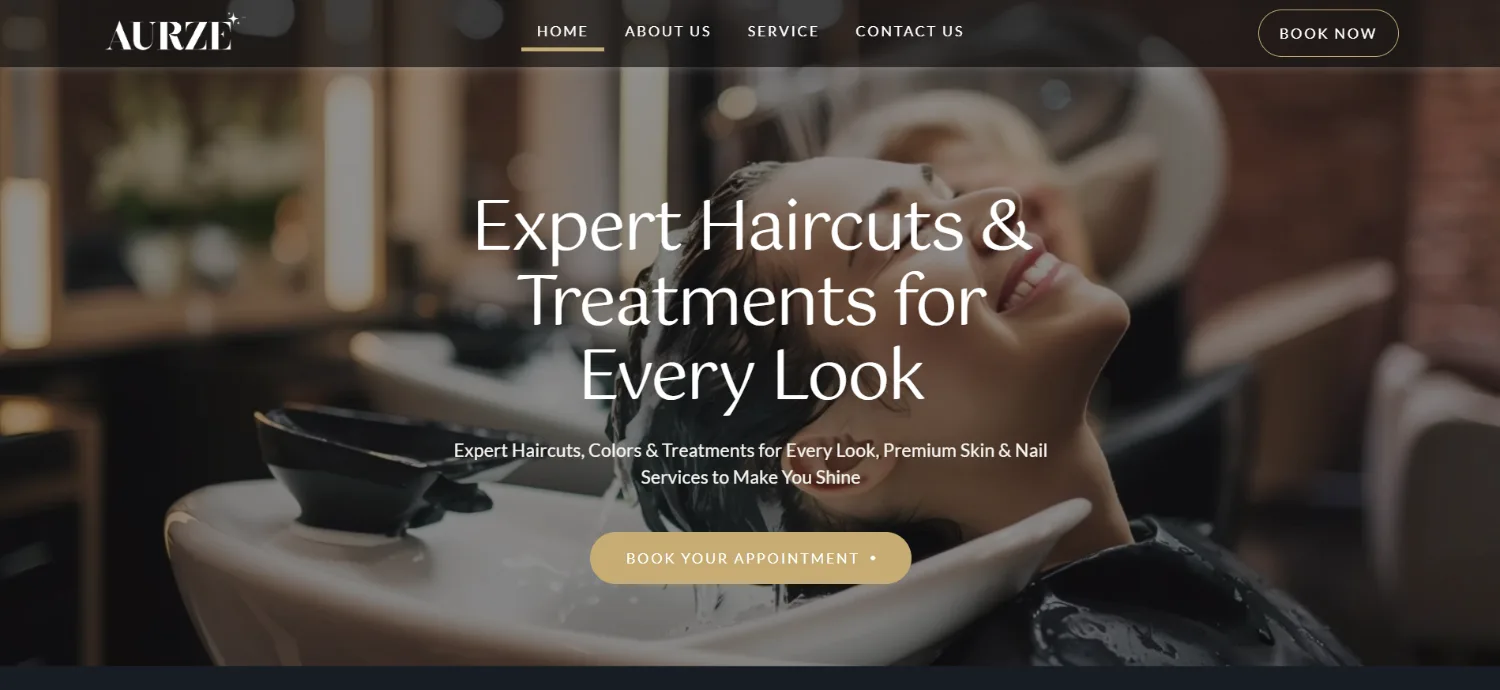 AURZE
HOME
ABOUT US
SERVICE
CONTACT US
BOOK NOW
Expert Haircuts &
Treatments for
Every Look
Expert Haircuts, Colors & Treatments for Every Look, Premium Skin & Nail
Services to Make You Shine
BOOK YOUR APPOINTMENT •